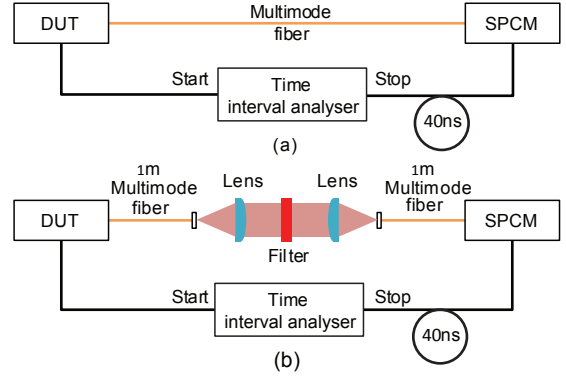 DUT
Multimode
fiber
SPCM
Start
Time
interval analyser
Stop
40ns
(a)
1m
Multimode
fiber
Lens
Lens
1m
Multimode
fiber
DUT
SPCM
Filter
Start
Time
interval analyser
Stop
40ns
(b)